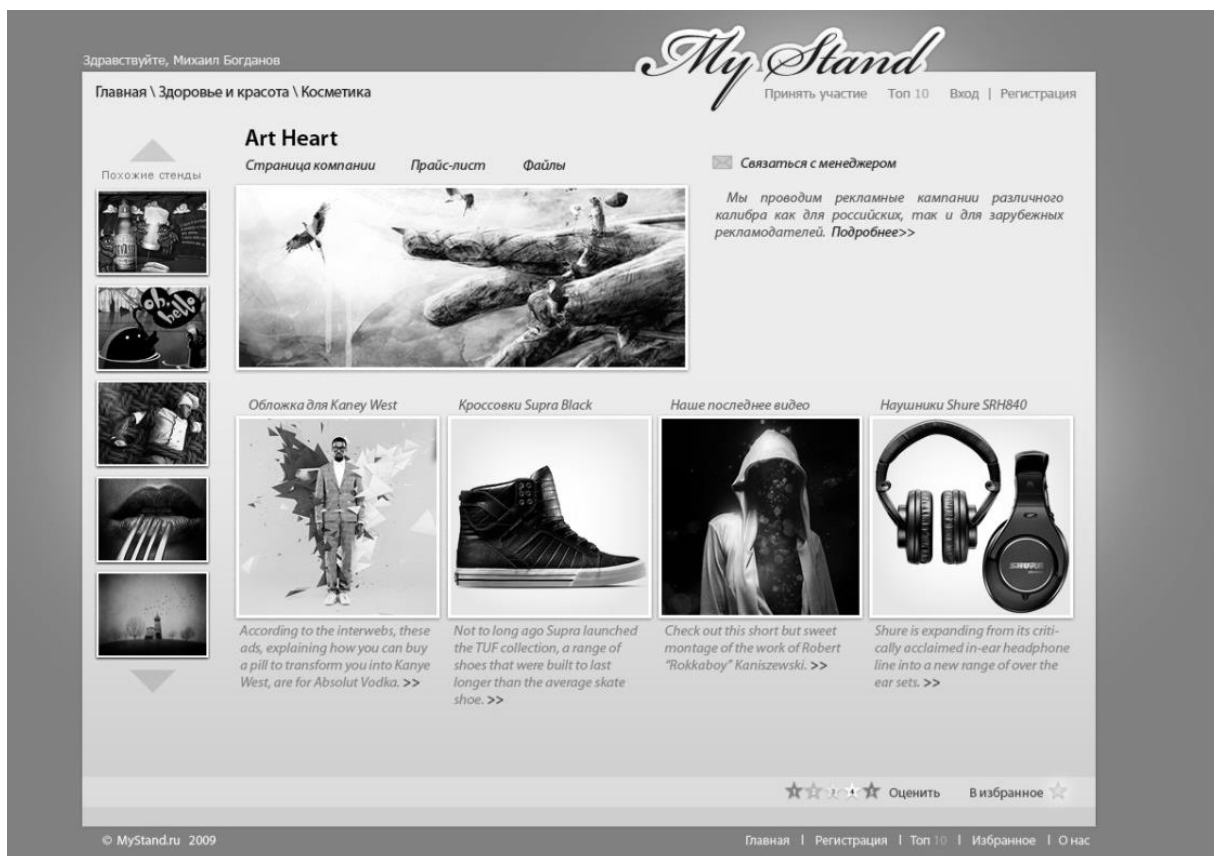 My Stand
Здравствуйте, Михаил Богданов
Главная \ Здоровье и красота \ Косметика
Принять участие Топ 10 Вход | Регистрация
Art Heart
Страница компании Прайс-лист Файлы
Связаться с менеджером
Похожие стенды
Мы проводим рекламные кампании различного
калибра как для российских, так и для зарубежных
рекламодателей. Подробнее>>
oh,
hello
Обложка для Kaney West
According to the interwebs, these
ads, explaining how you can buy
a pill to transform you into Kanye
West, are for Absolut Vodka. >>
Кроссовки Supra Black
Not to long ago Supra launched
the TUF collection, a range of
shoes that were built to last
longer than the average skate
shoe. >>
Наше последнее видео
Check out this short but sweet
montage of the work of Robert
“Rokkaboy” Kaniszewski. >>
Наушники Shure SRH840
SHURE
Shure is expanding from its criti-
cally acclaimed in-ear headphone
line into a new range of over the
ear sets. >>
Оценить В избранное
© MyStand.ru 2009
Главная | Регистрация | Топ 10 | Избранное | О нас